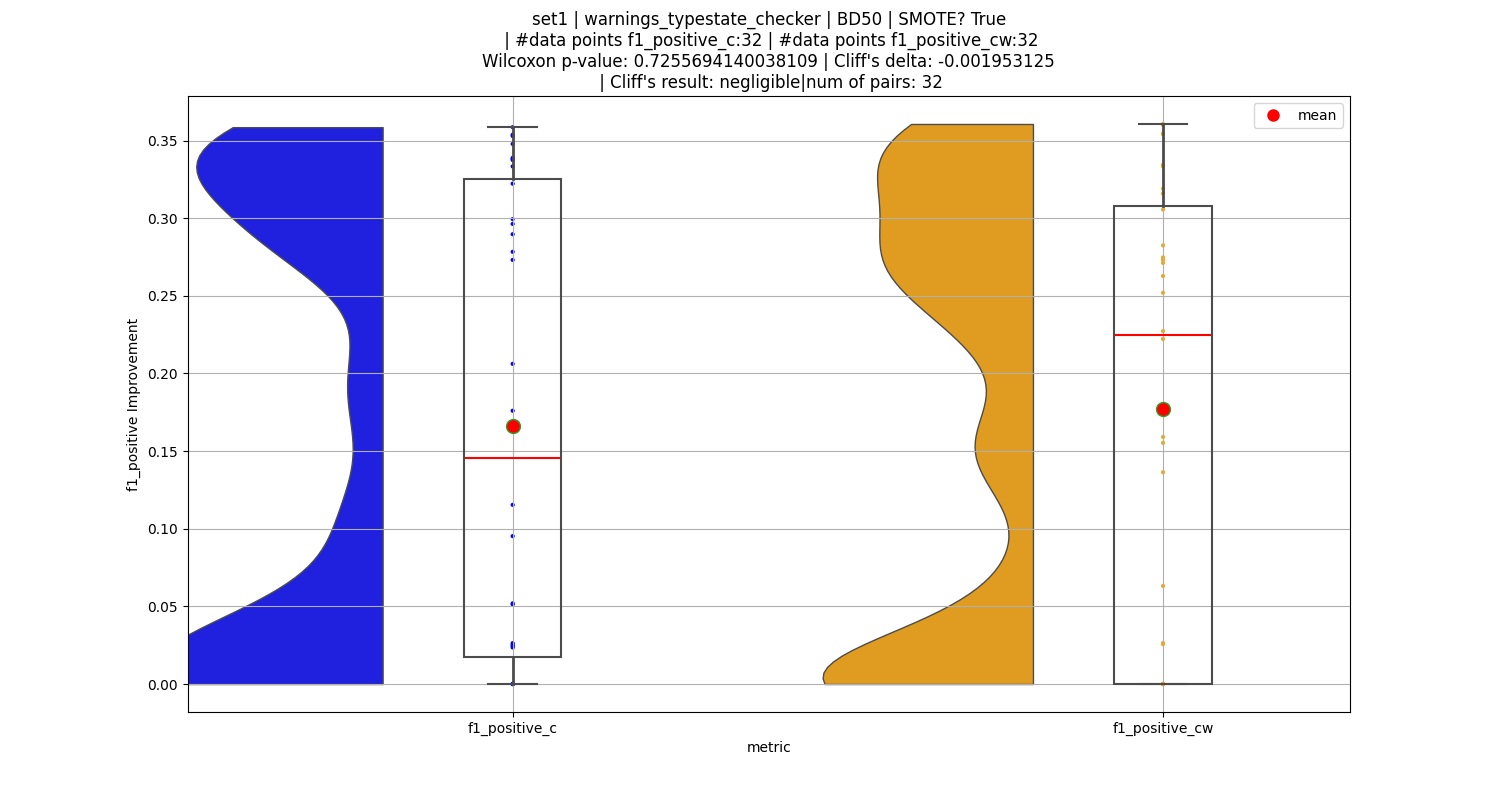 set1 | warnings_typestate_checker | BD50 | SMOTE? True
| #data points f1_positive_c:32 | #data points f1_positive_cw:32
Wilcoxon p-value: 0.7255694140038109 | Cliff's delta: -0.001953125
| Cliff's result: negligible|num of pairs: 32
mean
0.35
0.30
0.25
0.20
0.15
0.10
0.05
0.00
f1_positive Improvement
f1_positive_c
f1_positive_cw
metric